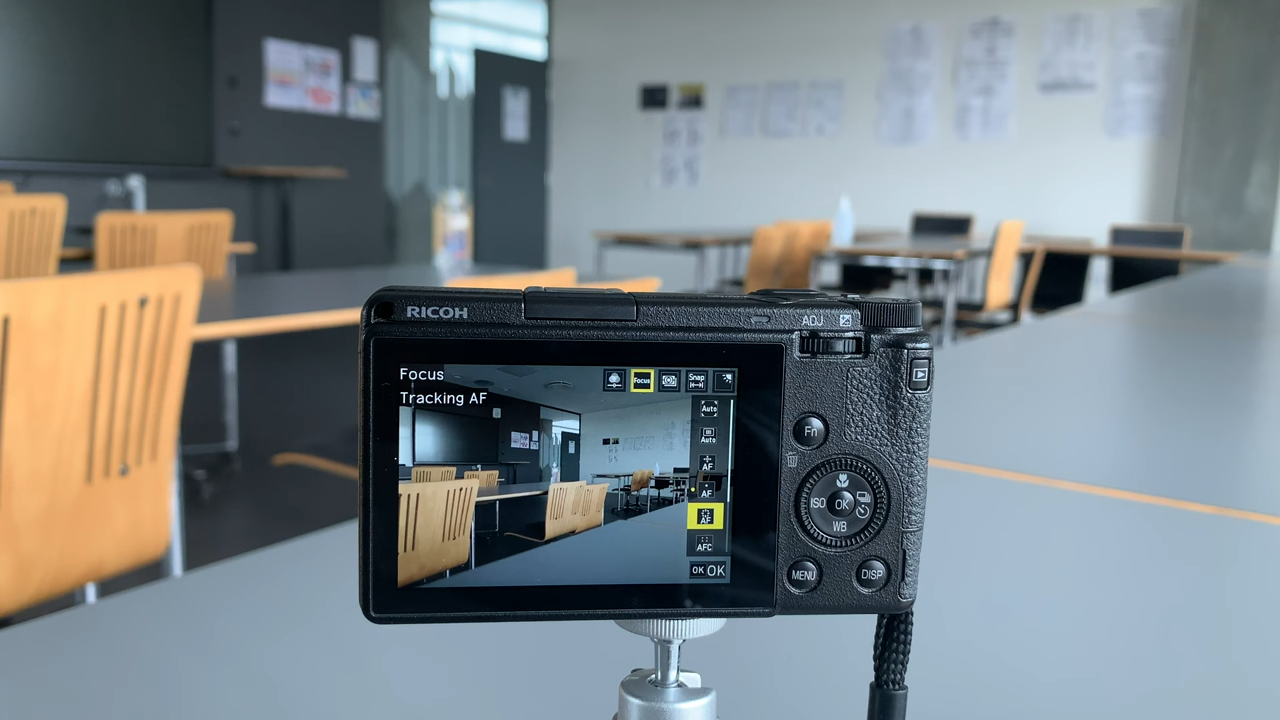 RICOH
ADJ
Focus
Tracking AF
Focus
Snap
Auto
Auto
AF
AF
AF
AFC
OK OK
Fn
ISO
OK
WB
MENU
DISP